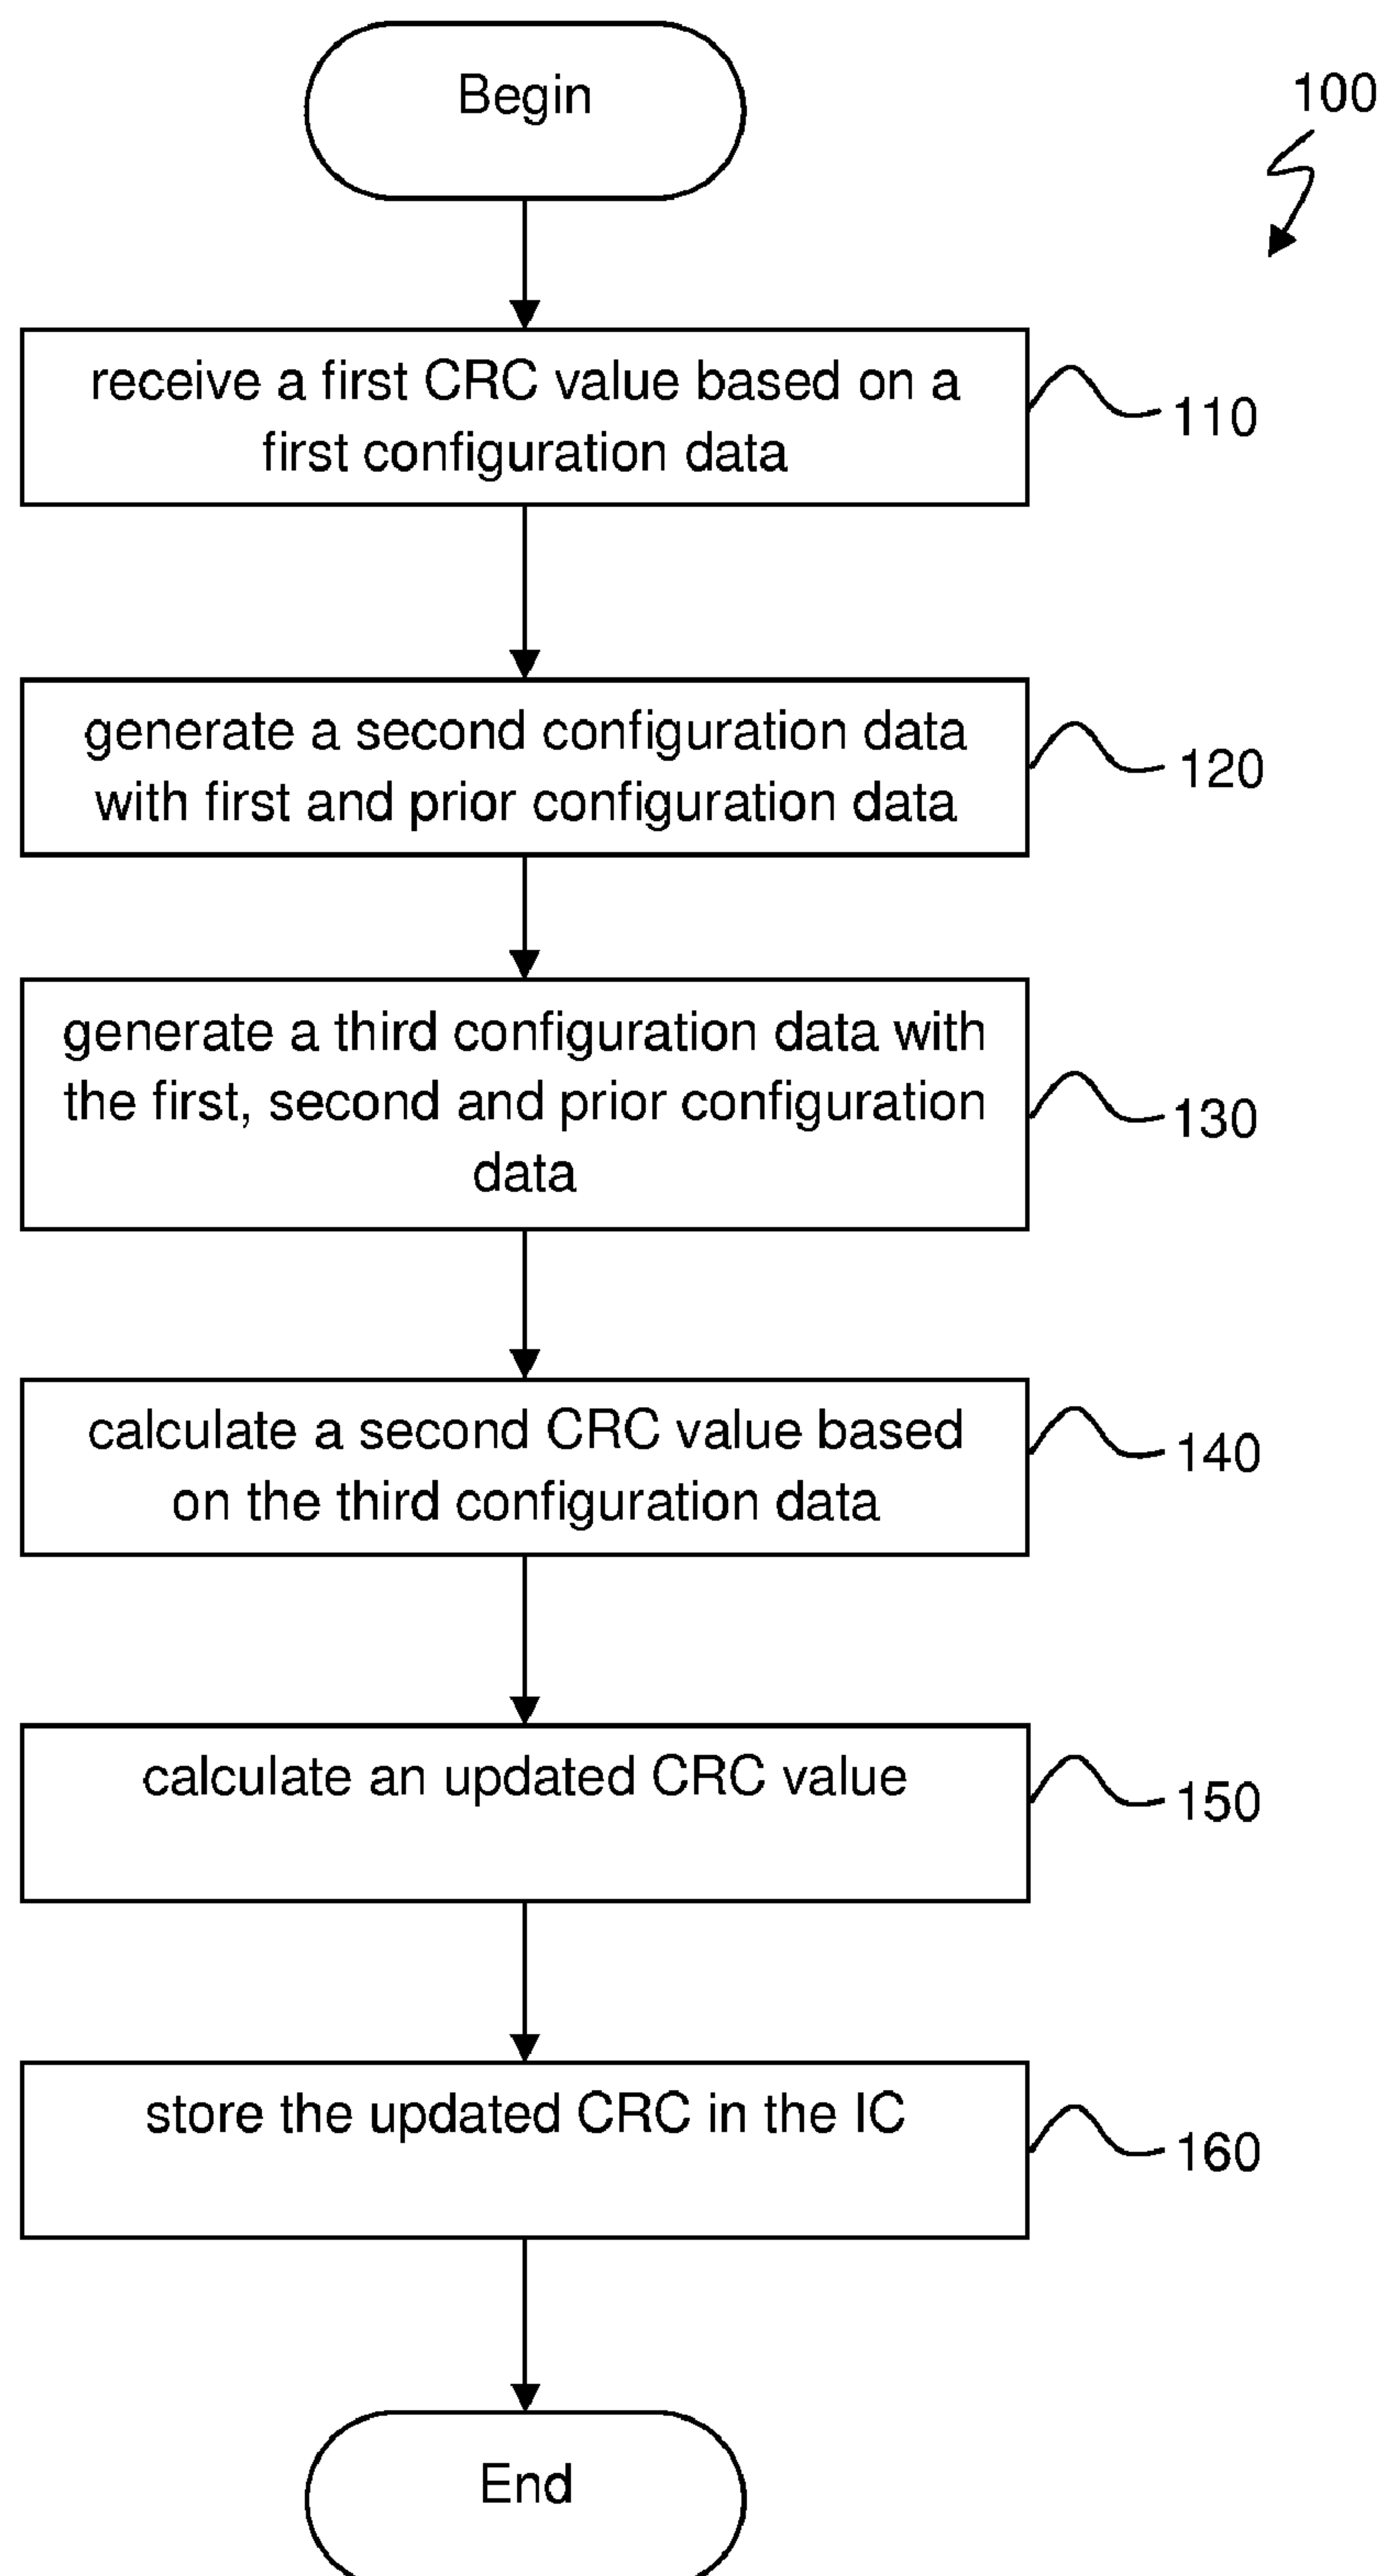 Begin
100
receive a first CRC value based on a
first configuration data
110
generate a second configuration data
with first and prior configuration data
120
generate a third configuration data with
the first, second and prior configuration
data
130
calculate a second CRC value based
on the third configuration data
140
calculate an updated CRC value
150
store the updated CRC in the IC
160
End